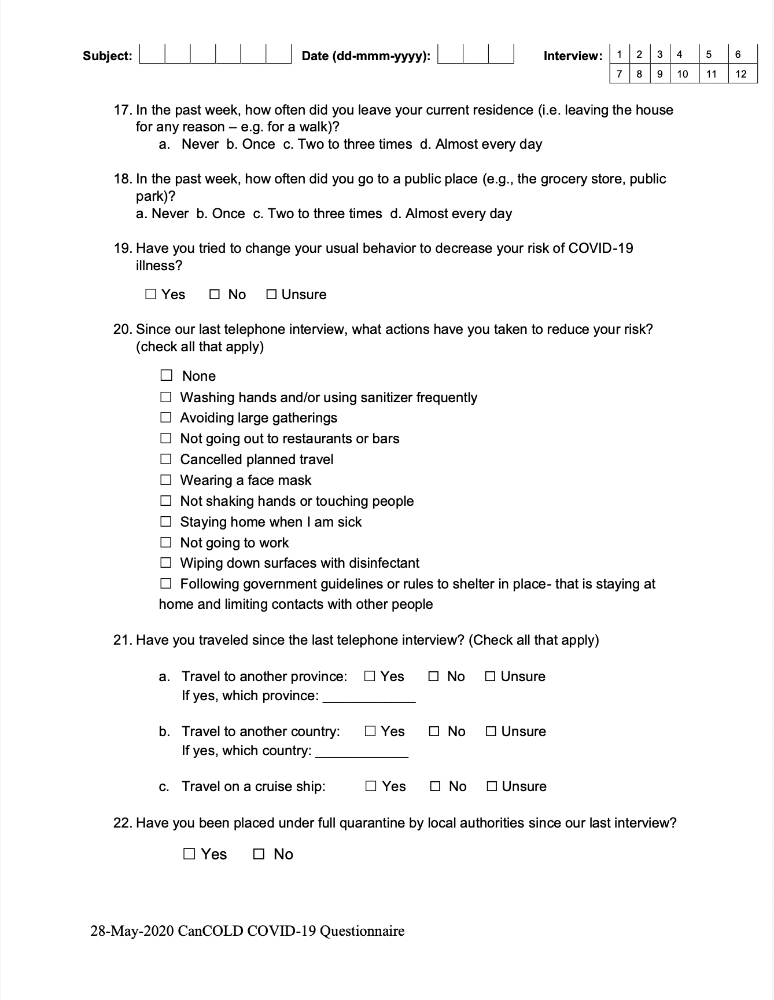 Subject: Date (dd-mmm-yyyy): Interview: 1 2 3 4 5 6
7 8 9 10 11 12
17. In the past week, how often did you leave your current residence (i.e. leaving the house
for any reason – e.g. for a walk)?
a. Never b. Once c. Two to three times d. Almost every day
18. In the past week, how often did you go to a public place (e.g., the grocery store, public
park)?
a. Never b. Once c. Two to three times d. Almost every day
19. Have you tried to change your usual behavior to decrease your risk of COVID-19
illness?
☐ Yes ☐ No ☐ Unsure
20. Since our last telephone interview, what actions have you taken to reduce your risk?
(check all that apply)
☐ None
☐ Washing hands and/or using sanitizer frequently
☐ Avoiding large gatherings
☐ Not going out to restaurants or bars
☐ Cancelled planned travel
☐ Wearing a face mask
☐ Not shaking hands or touching people
☐ Staying home when I am sick
☐ Not going to work
☐ Wiping down surfaces with disinfectant
☐ Following government guidelines or rules to shelter in place- that is staying at
home and limiting contacts with other people
21. Have you traveled since the last telephone interview? (Check all that apply)
a. Travel to another province: ☐ Yes ☐ No ☐ Unsure
If yes, which province: ____________
b. Travel to another country: ☐ Yes ☐ No ☐ Unsure
If yes, which country: ____________
c. Travel on a cruise ship: ☐ Yes ☐ No ☐ Unsure
22. Have you been placed under full quarantine by local authorities since our last interview?
☐ Yes ☐ No
28-May-2020 CanCOLD COVID-19 Questionnaire